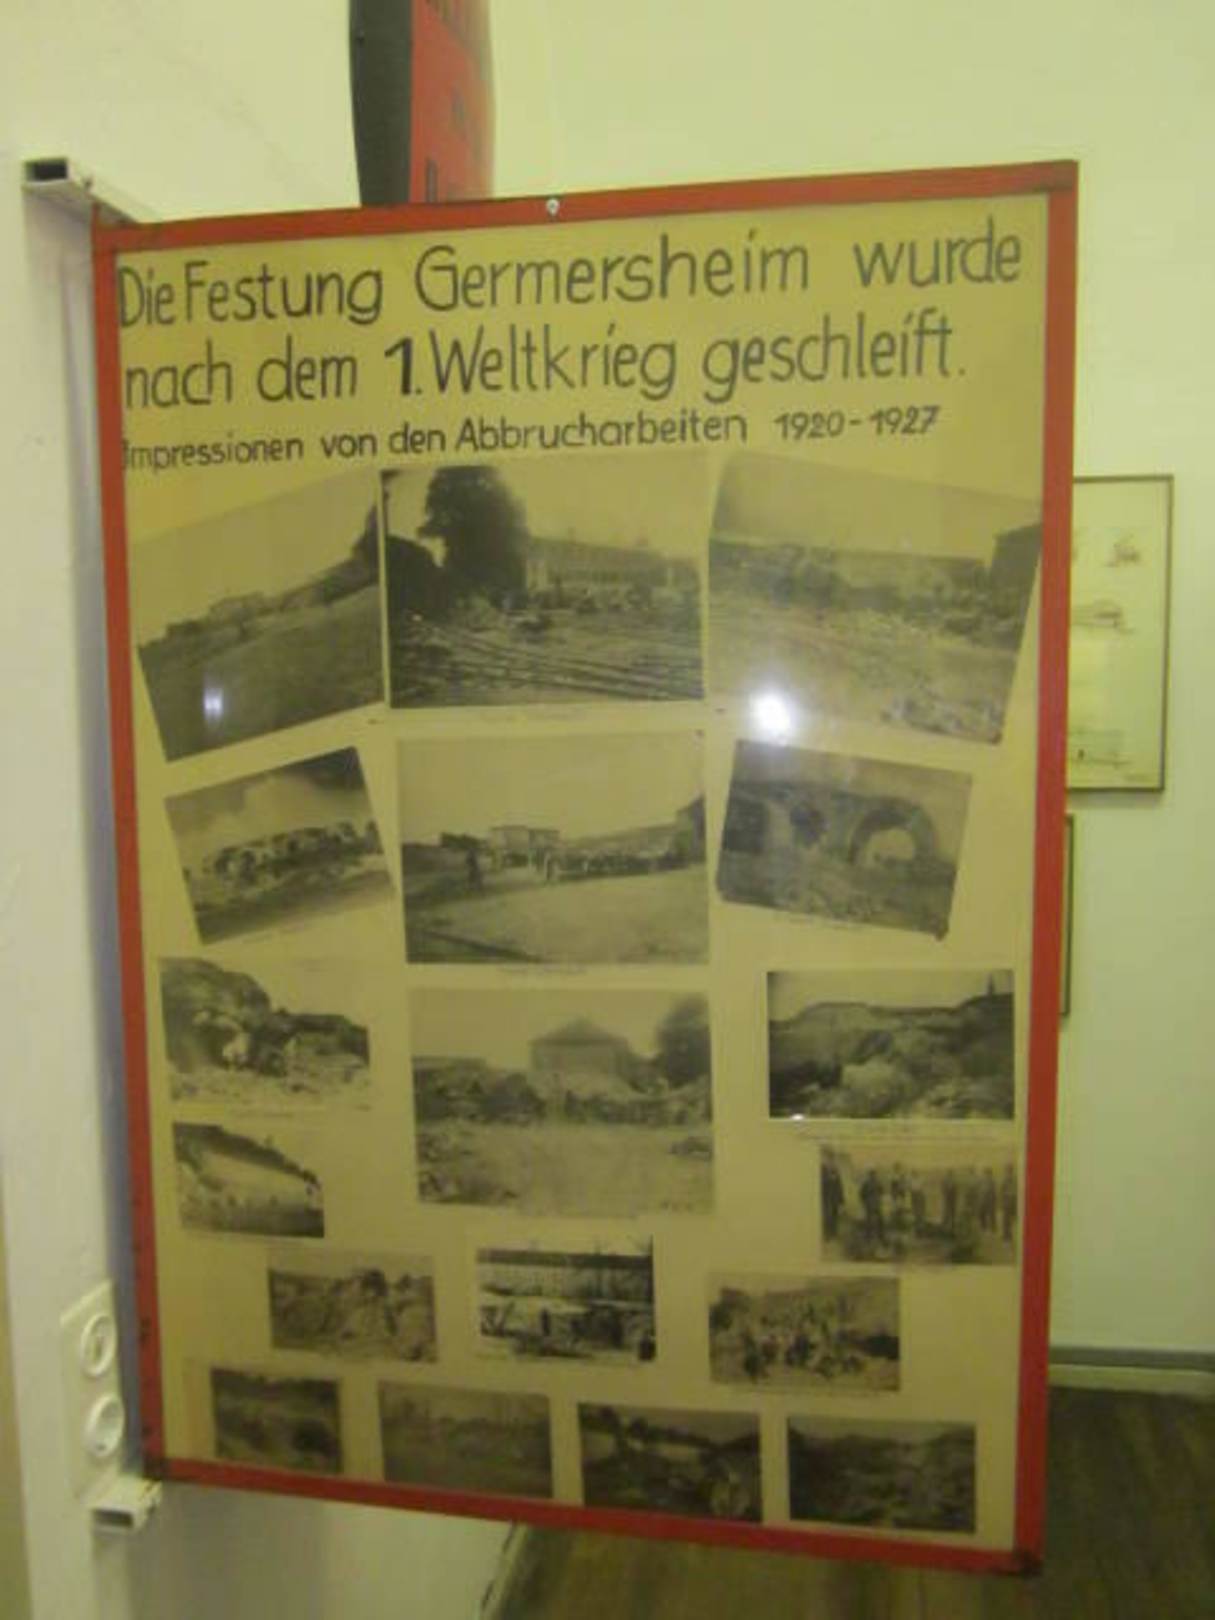 Die Festung Germersheim wurde
nach dem 1. Weltkrieg geschleift.
Impressionen von den Abbrucharbeiten 1920-1927